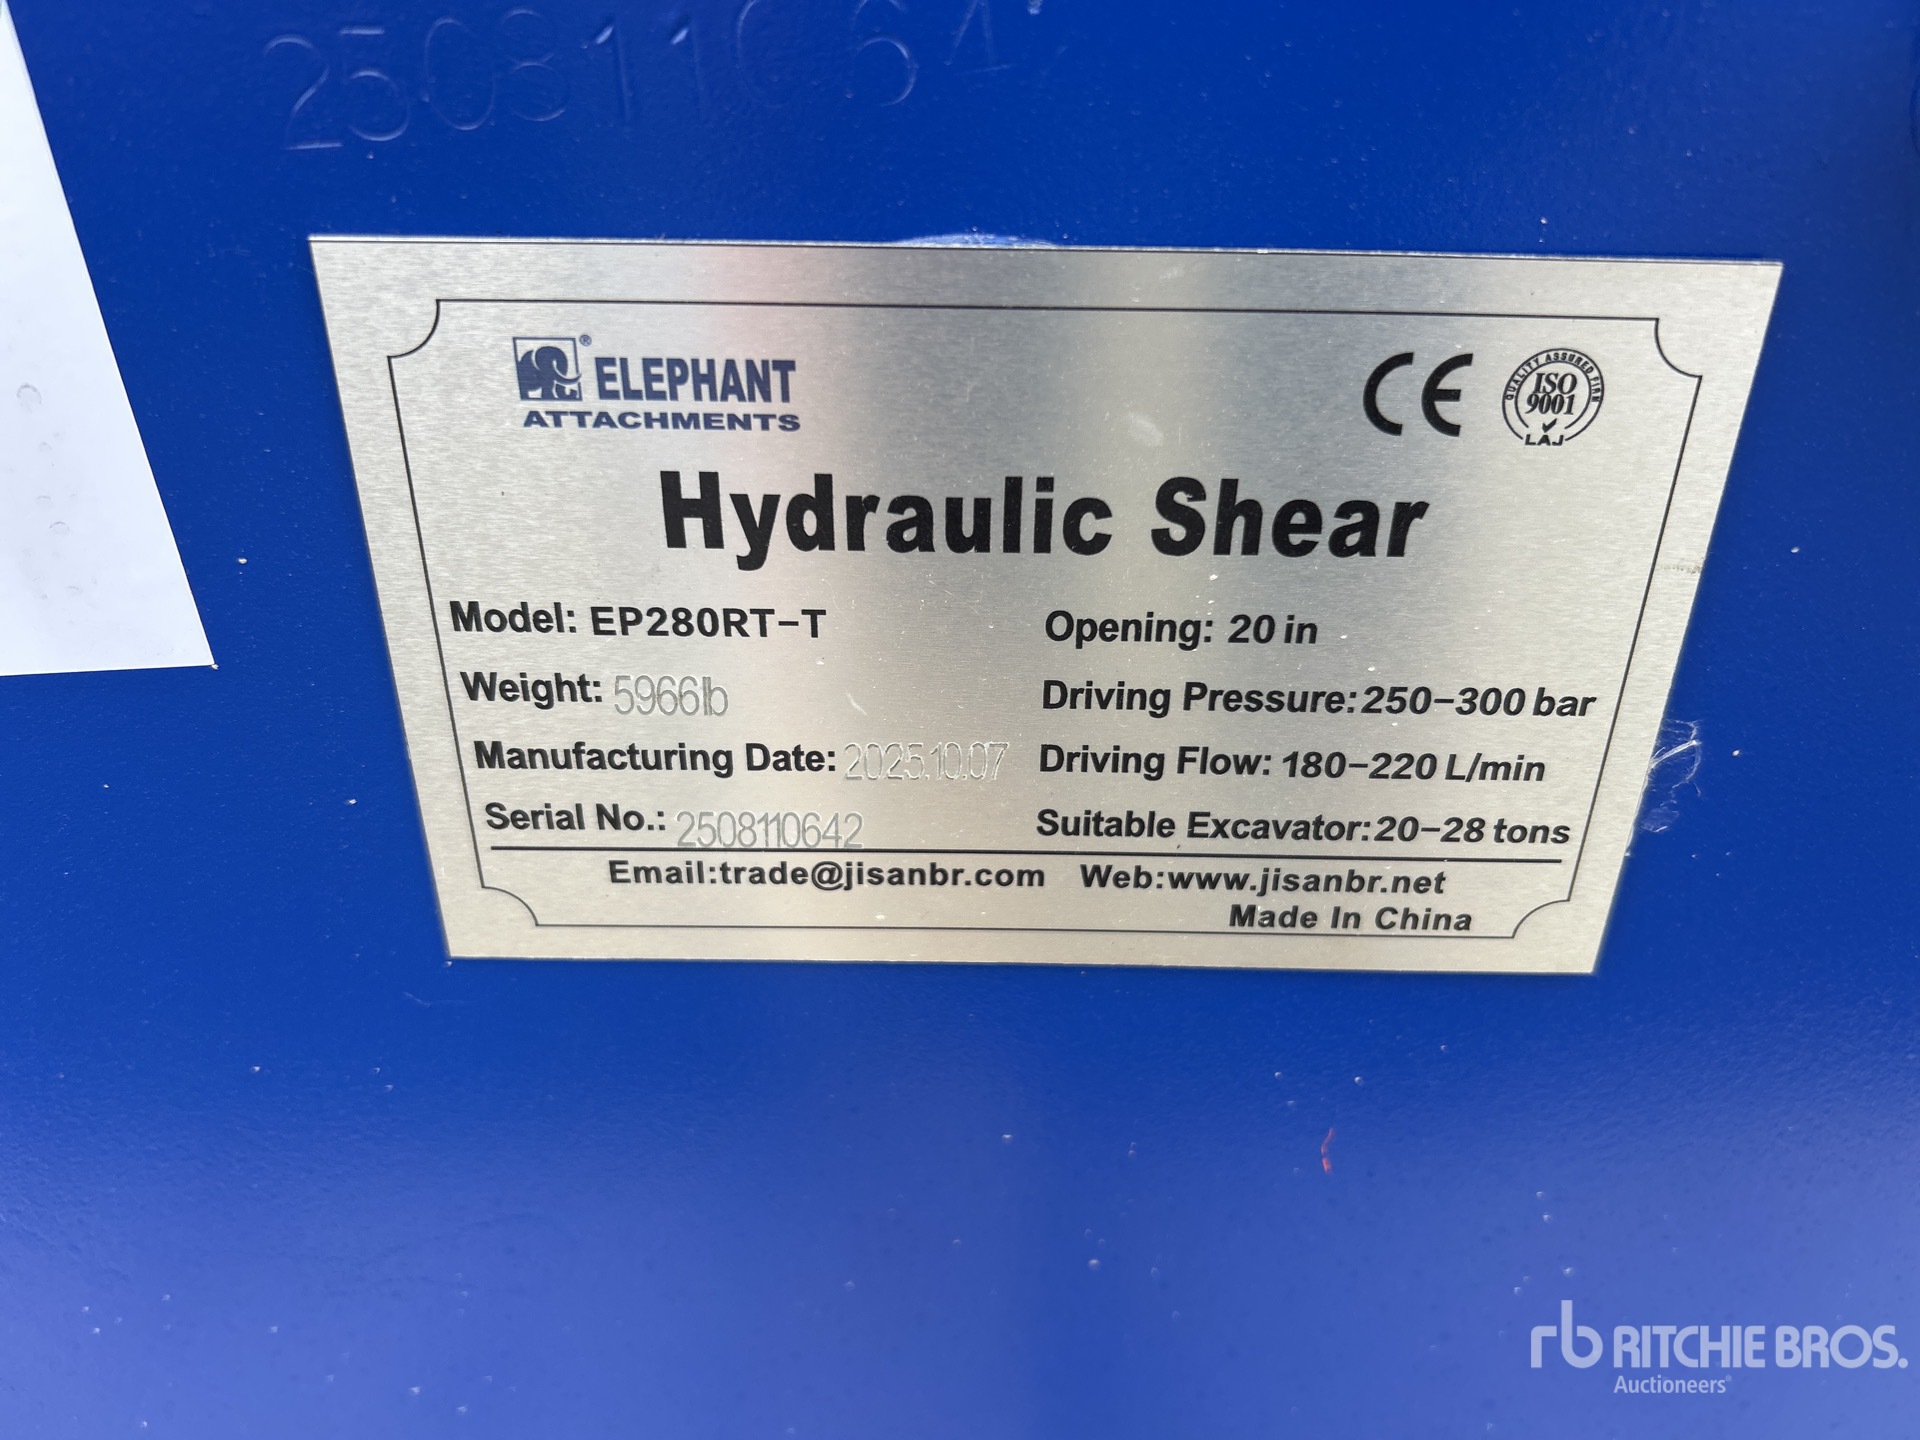 ELEPHANT
ATTACHMENTS
CE
QUALITY ASSURED FIRM
ISO
9001
LAJ
Hydraulic Shear
Model: EP280RT-T
Opening: 20 in
Weight: 5966lb
Driving Pressure: 250-300 bar
Manufacturing Date: 2025.10.07
Driving Flow: 180-220 L/min
Serial No.: 2508110642
Suitable Excavator: 20-28 tons
Email:trade@jisanbr.com Web:www.jisanbr.net
Made In China
rb RITCHIE BROS.
Auctioneers